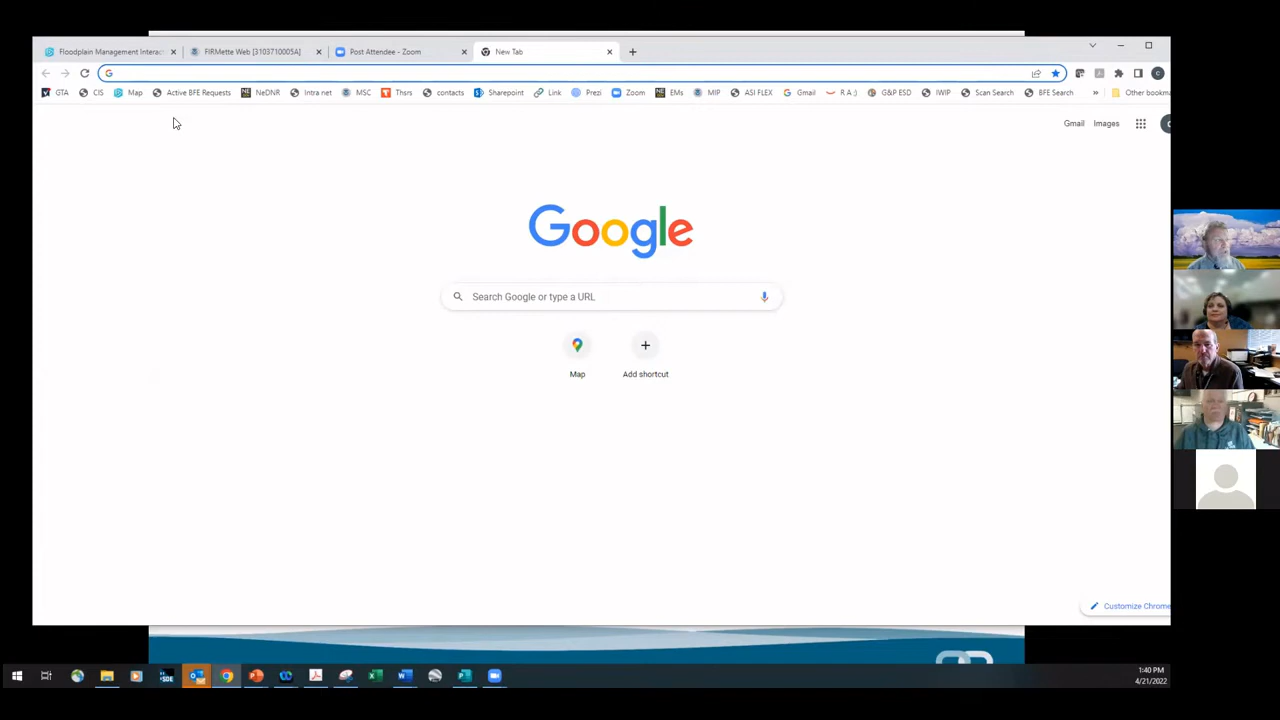 Floodplain Management Interac
FIRMette Web [3103710005A]
Post Attendee - Zoom
New Tab
GTA CIS Map Active BFE Requests NeDNR Intra net MSC Thsrs contacts Sharepoint Link Prezi Zoom EMs MIP ASI FLEX Gmail R A ;) G&P ESD IWIP Scan Search BFE Search » Other bookma
Gmail Images
Google
Search Google or type a URL
Map Add shortcut
Customize Chrome
1:40 PM
4/21/2022